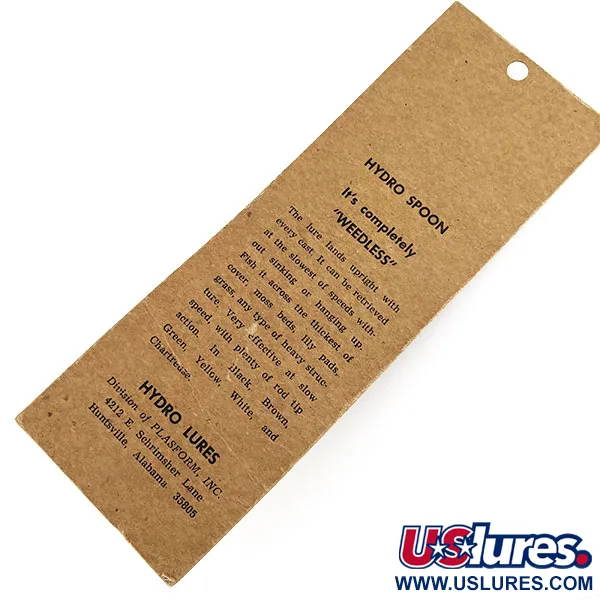 HYDRO SPOON
It's completely
"WEEDLESS"
The lure lands upright with
every cast. It can be retrieved
at the slowest of speeds with-
out sinking or hanging up.
Fish it across the thickest of
cover, moss beds, lily pads,
grass, any type of heavy struc-
ture. Very effective at slow
speed, with plenty of rod tip
action. In Black, Brown,
Green, Yellow, White, and
Chartreuse.
HYDRO LURES
Division of PLASFORM, INC.
4212 E. Schrimsher Lane
Huntsville, Alabama 35805
USlures.
WWW.USLURES.COM